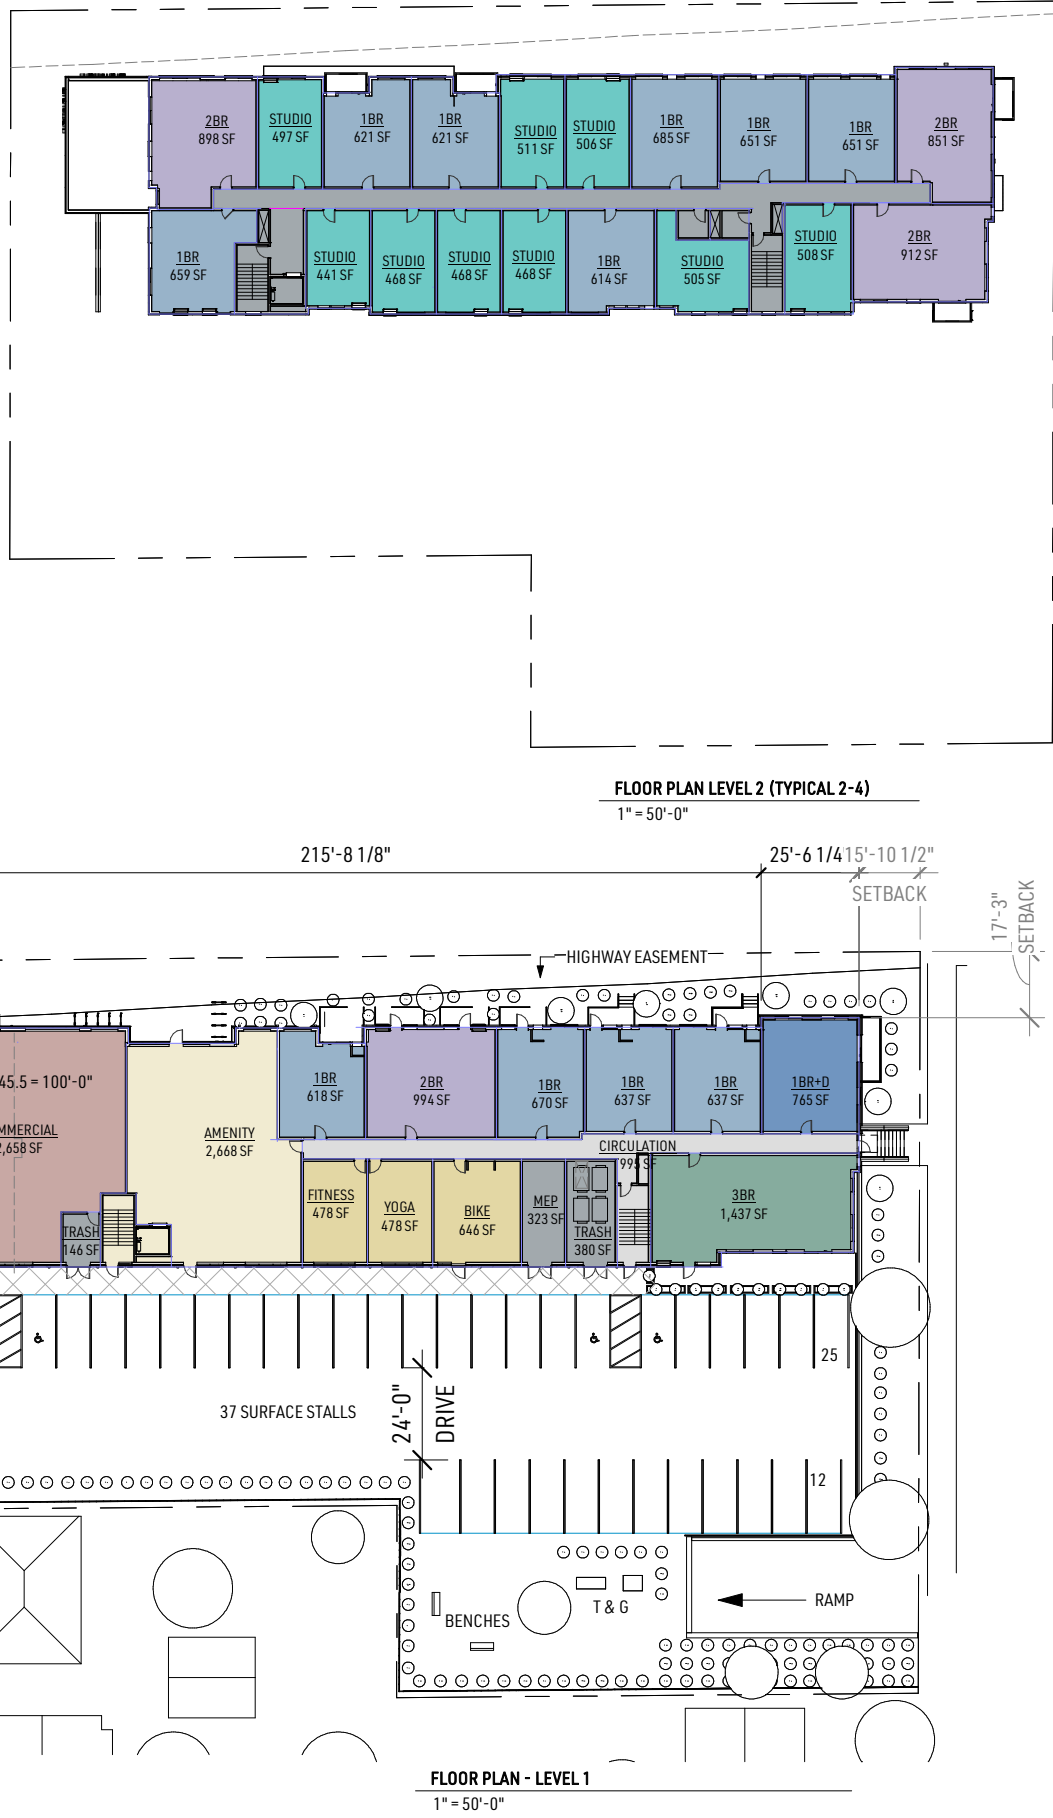 2BR
898 SF
STUDIO
497 SF
1BR
621 SF
1BR
621 SF
STUDIO
511 SF
STUDIO
506 SF
1BR
685 SF
1BR
651 SF
1BR
651 SF
2BR
851 SF
1BR
659 SF
STUDIO
441 SF
STUDIO
468 SF
STUDIO
468 SF
STUDIO
468 SF
1BR
614 SF
STUDIO
505 SF
STUDIO
508 SF
2BR
912 SF
FLOOR PLAN LEVEL 2 (TYPICAL 2-4)
1" = 50'-0"
215'-8 1/8"
25'-6 1/4
15'-10 1/2"
SETBACK
17'-3"
SETBACK
HIGHWAY EASEMENT
45.5 = 100'-0"
MMERCIAL
2,658 SF
AMENITY
2,668 SF
1BR
618 SF
2BR
994 SF
1BR
670 SF
1BR
637 SF
1BR
637 SF
1BR+D
765 SF
CIRCULATION
995 SF
TRASH
146 SF
FITNESS
478 SF
YOGA
478 SF
BIKE
646 SF
MEP
323 SF
TRASH
380 SF
3BR
1,437 SF
25
37 SURFACE STALLS
24'-0"
DRIVE
12
BENCHES
T & G
RAMP
FLOOR PLAN - LEVEL 1
1" = 50'-0"